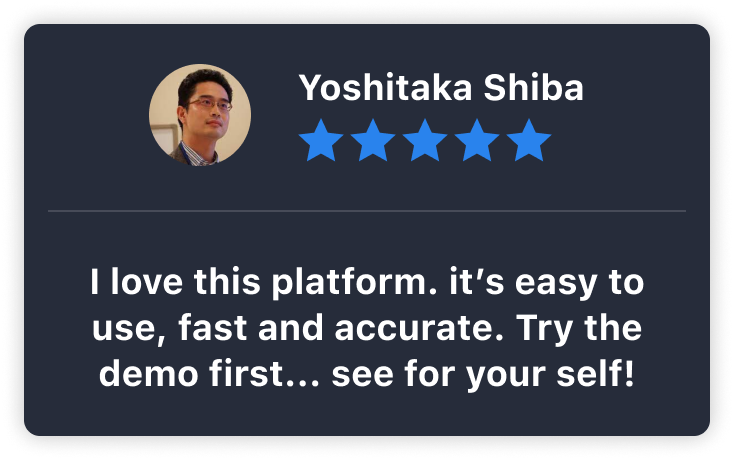 Yoshitaka Shiba
I love this platform. it’s easy to
use, fast and accurate. Try the
demo first... see for your self!